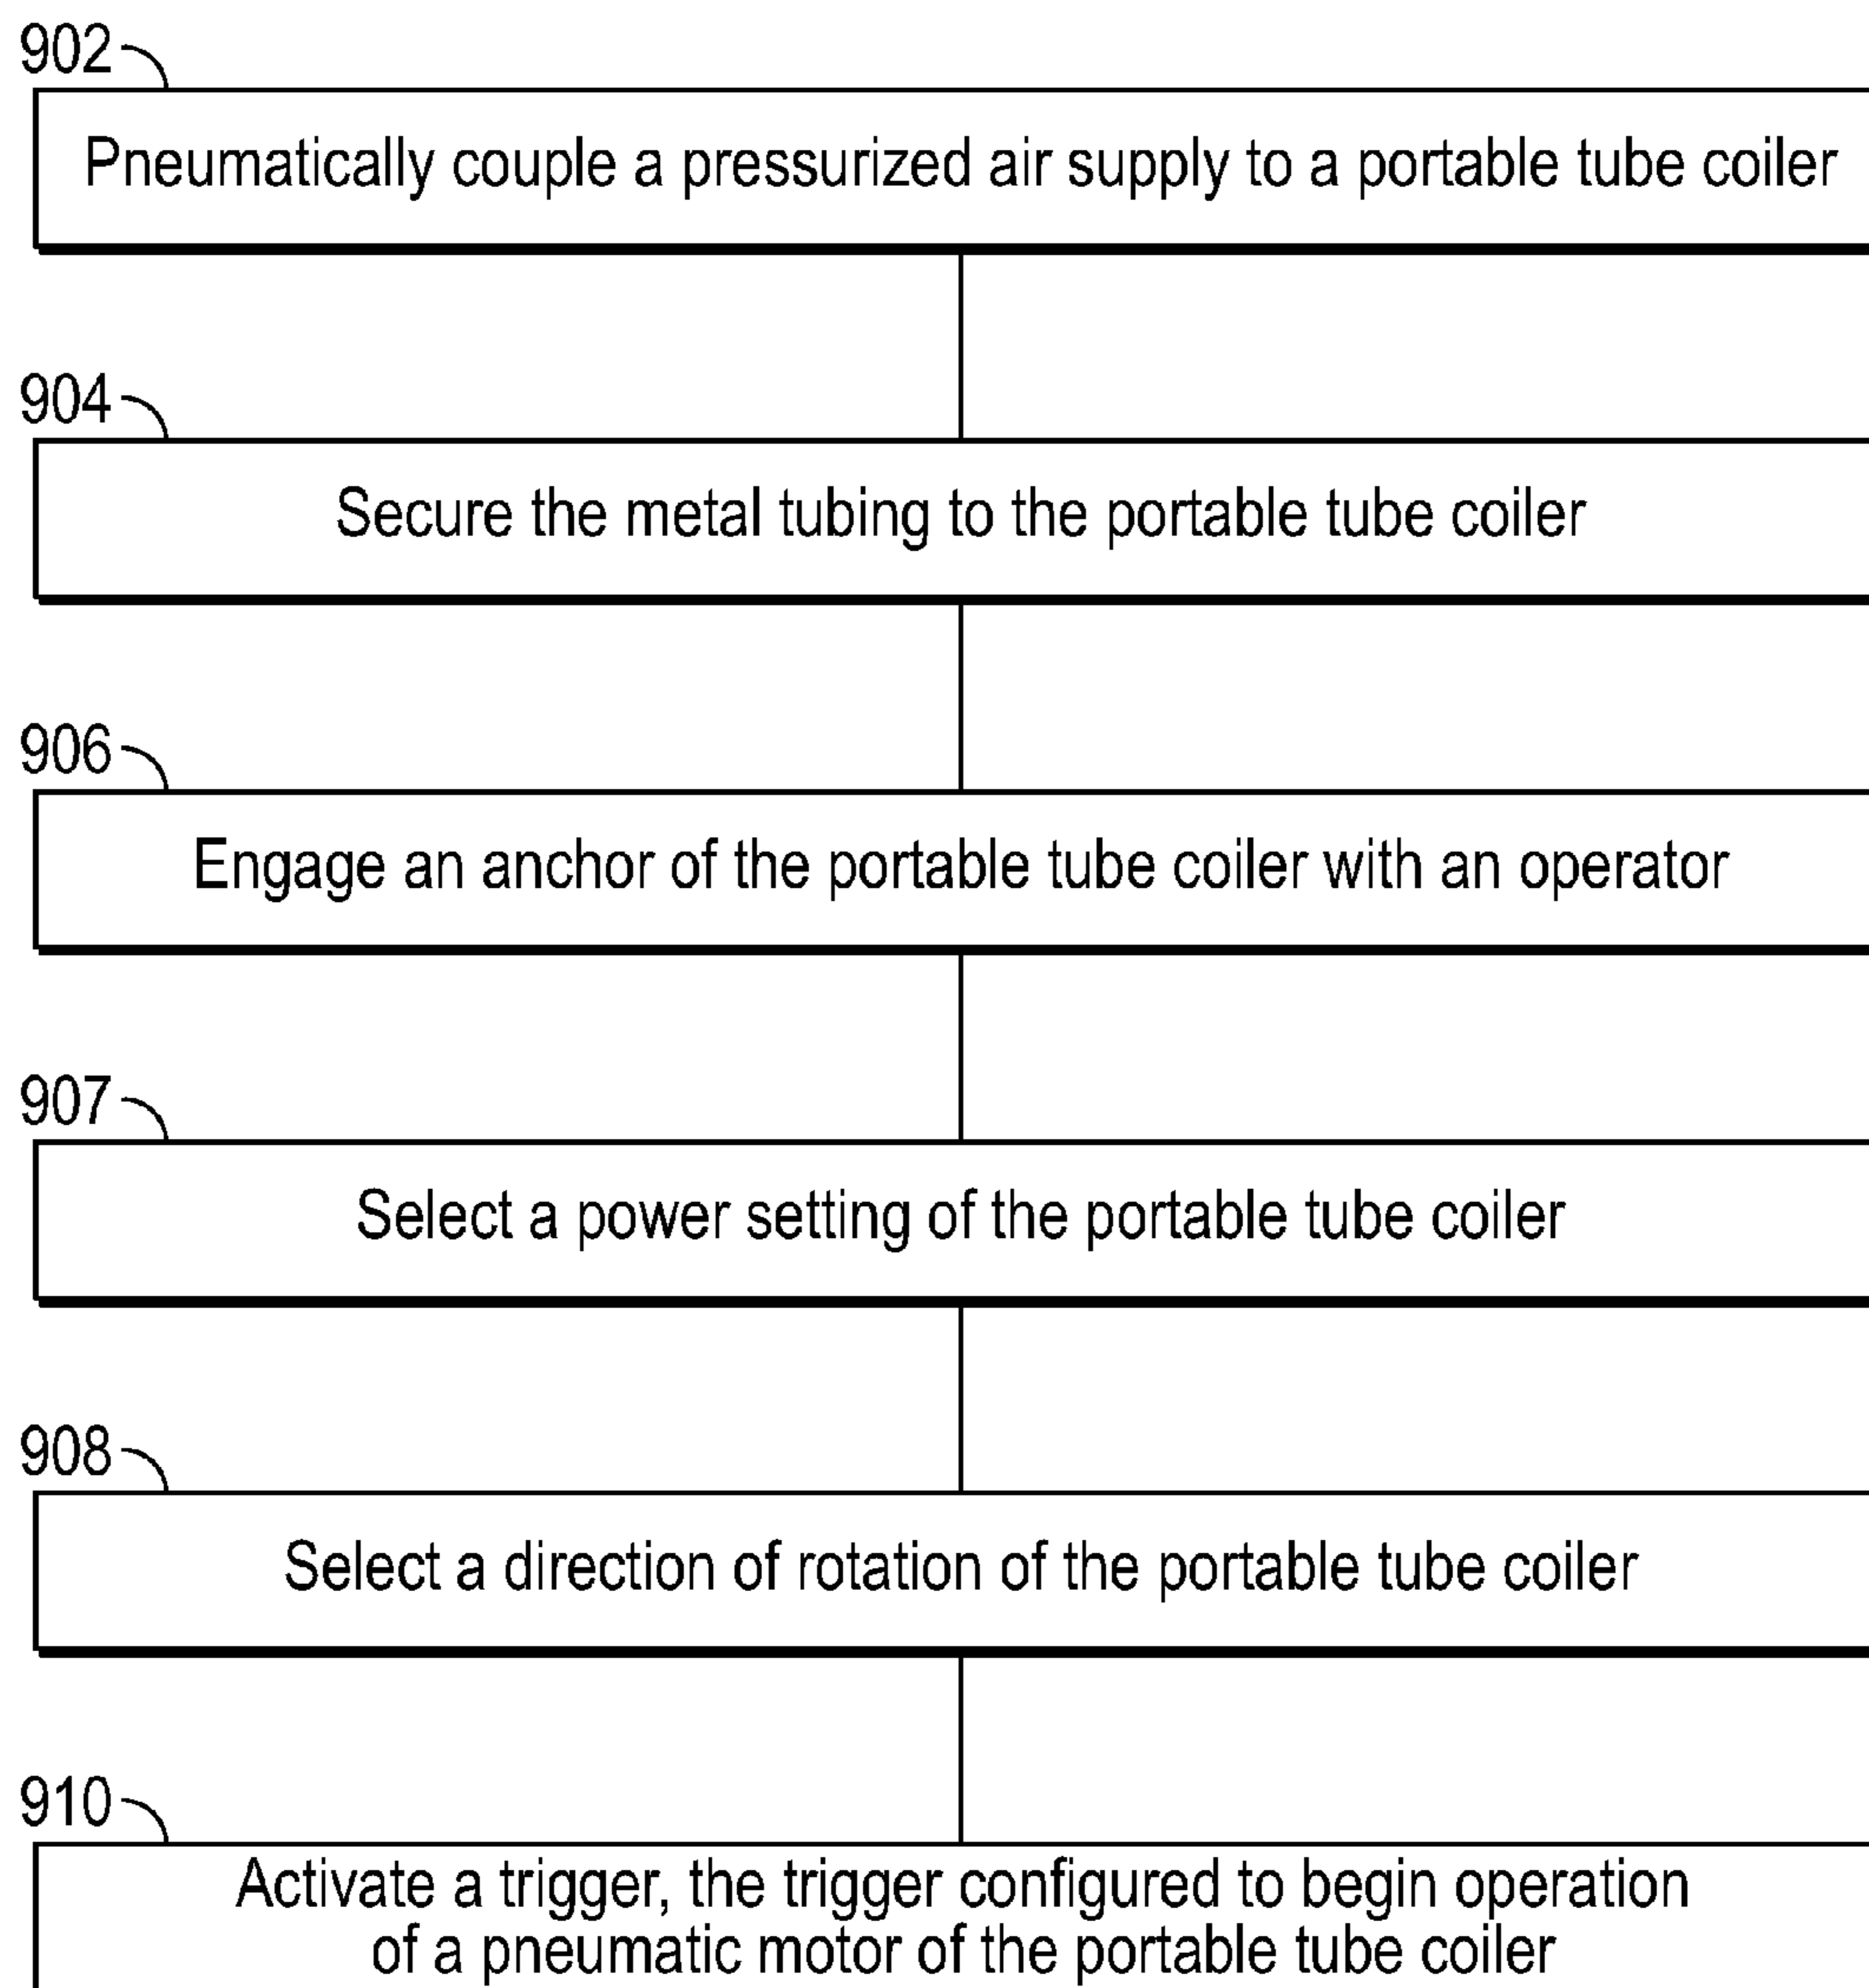 902
Pneumatically couple a pressurized air supply to a portable tube coiler
904
Secure the metal tubing to the portable tube coiler
906
Engage an anchor of the portable tube coiler with an operator
907
Select a power setting of the portable tube coiler
908
Select a direction of rotation of the portable tube coiler
910
Activate a trigger, the trigger configured to begin operation
of a pneumatic motor of the portable tube coiler